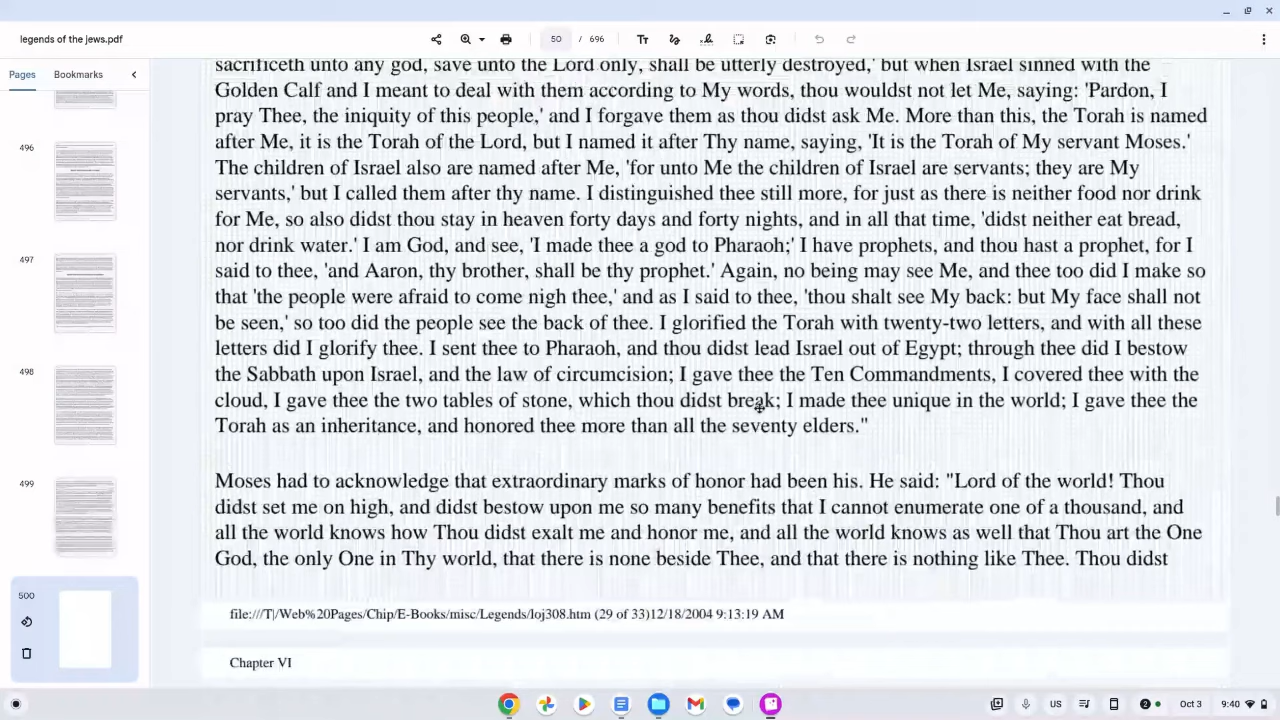 legends of the jews.pdf
50 / 696
Pages
Bookmarks
496
497
498
499
500
sacrificeth unto any god, save unto the Lord only, shall be utterly destroyed,' but when Israel sinned with the
Golden Calf and I meant to deal with them according to My words, thou wouldst not let Me, saying: 'Pardon, I
pray Thee, the iniquity of this people,' and I forgave them as thou didst ask Me. More than this, the Torah is named
after Me, it is the Torah of the Lord, but I named it after Thy name, saying, 'It is the Torah of My servant Moses.'
The children of Israel also are named after Me, 'for unto Me the children of Israel are servants; they are My
servants,' but I called them after thy name. I distinguished thee still more, for just as there is neither food nor drink
for Me, so also didst thou stay in heaven forty days and forty nights, and in all that time, 'didst neither eat bread,
nor drink water.' I am God, and see, 'I made thee a god to Pharaoh;' I have prophets, and thou hast a prophet, for I
said to thee, 'and Aaron, thy brother, shall be thy prophet.' Again, no being may see Me, and thee too did I make so
that 'the people were afraid to come nigh thee,' and as I said to thee, 'thou shalt see My back: but My face shall not
be seen,' so too did the people see the back of thee. I glorified the Torah with twenty-two letters, and with all these
letters did I glorify thee. I sent thee to Pharaoh, and thou didst lead Israel out of Egypt; through thee did I bestow
the Sabbath upon Israel, and the law of circumcision; I gave thee the Ten Commandments, I covered thee with the
cloud, I gave thee the two tables of stone, which thou didst break; I made thee unique in the world; I gave thee the
Torah as an inheritance, and honored thee more than all the seventy elders."
Moses had to acknowledge that extraordinary marks of honor had been his. He said: "Lord of the world! Thou
didst set me on high, and didst bestow upon me so many benefits that I cannot enumerate one of a thousand, and
all the world knows how Thou didst exalt me and honor me, and all the world knows as well that Thou art the One
God, the only One in Thy world, that there is none beside Thee, and that there is nothing like Thee. Thou didst
file:///T|/Web%20Pages/Chip/E-Books/misc/Legends/loj308.htm (29 of 33)12/18/2004 9:13:19 AM
Chapter VI
US
2
Oct 3
9:40